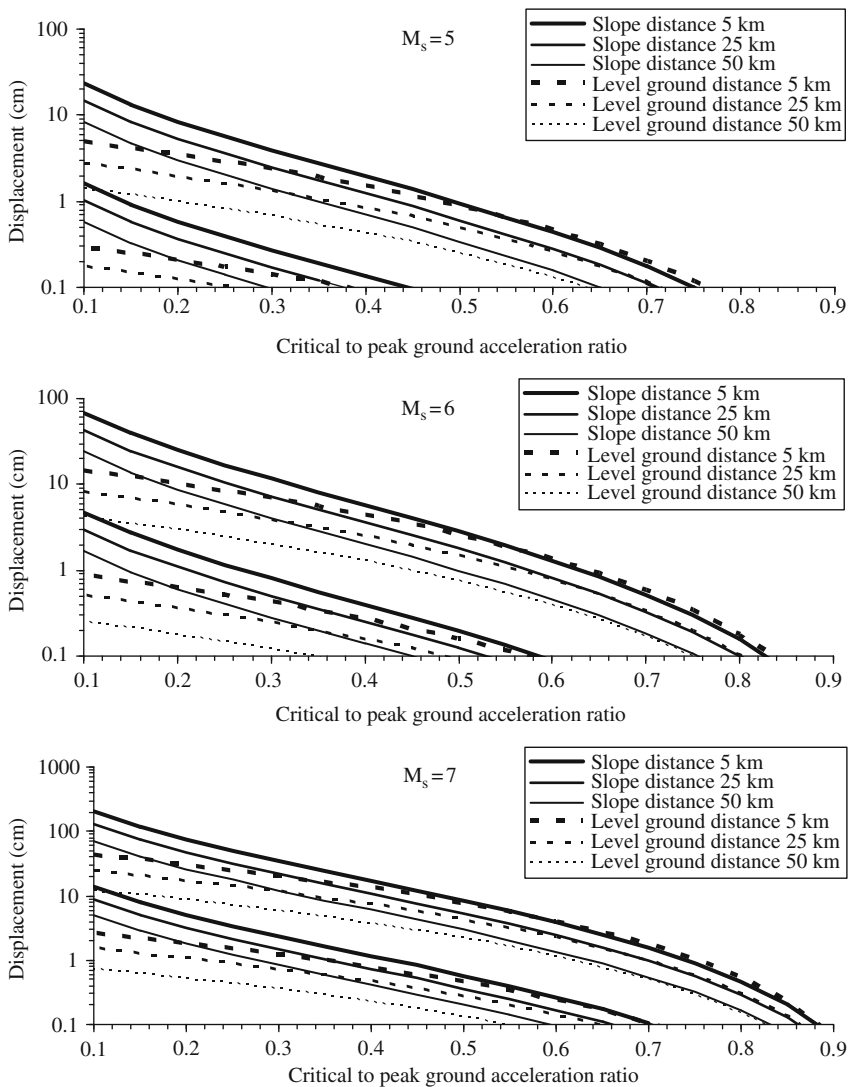 M_s=5
Slope distance 5 km
Slope distance 25 km
Slope distance 50 km
Level ground distance 5 km
Level ground distance 25 km
Level ground distance 50 km
Displacement (cm)
100
10
1
0.1
0.1 0.2 0.3 0.4 0.5 0.6 0.7 0.8 0.9
Critical to peak ground acceleration ratio
M_s=6
Slope distance 5 km
Slope distance 25 km
Slope distance 50 km
Level ground distance 5 km
Level ground distance 25 km
Level ground distance 50 km
Displacement (cm)
100
10
1
0.1
0.1 0.2 0.3 0.4 0.5 0.6 0.7 0.8 0.9
Critical to peak ground acceleration ratio
M_s=7
Slope distance 5 km
Slope distance 25 km
Slope distance 50 km
Level ground distance 5 km
Level ground distance 25 km
Level ground distance 50 km
Displacement (cm)
1000
100
10
1
0.1
0.1 0.2 0.3 0.4 0.5 0.6 0.7 0.8 0.9
Critical to peak ground acceleration ratio